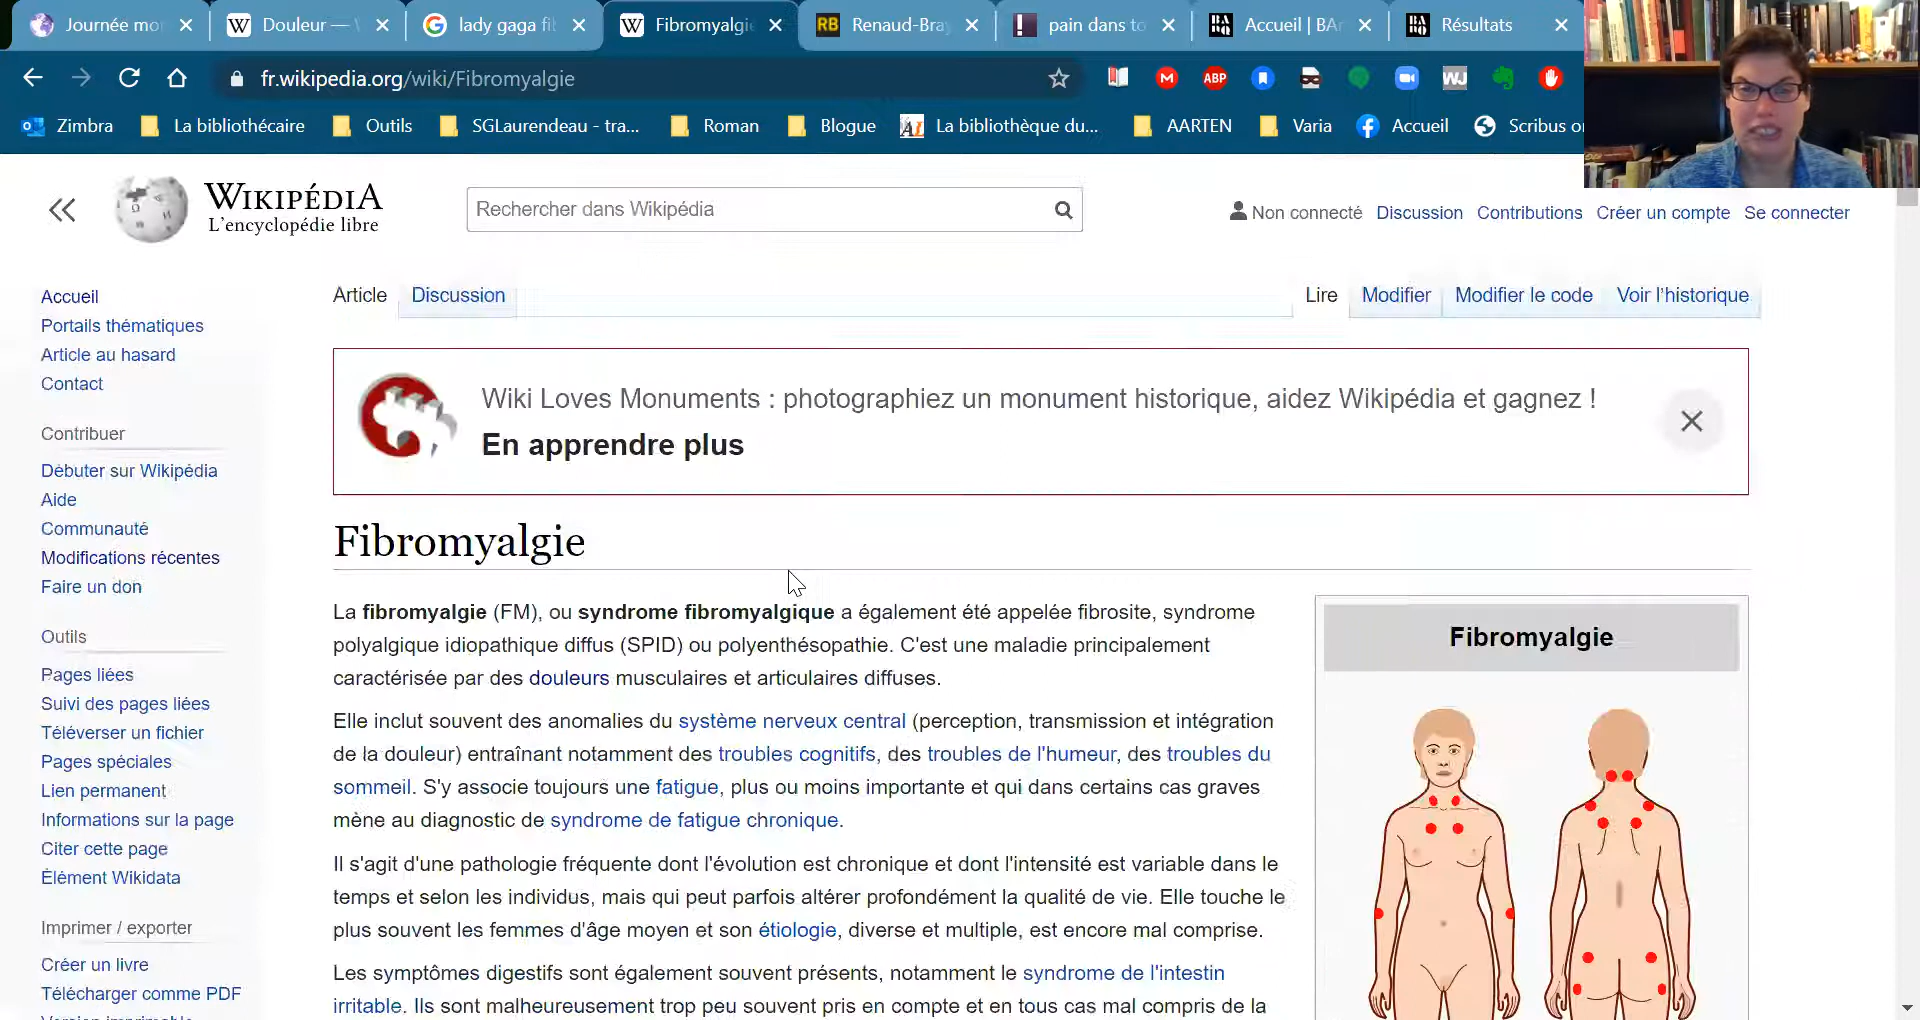 Journée mo
Douleur —
lady gaga fi
Fibromyalgi
Renaud-Bray
pain dans to
Accueil | BAn
Résultats
fr.wikipedia.org/wiki/Fibromyalgie
M
ABP
WJ
Zimbra
La bibliothécaire
Outils
SGLaurendeau - tra...
Roman
Blogue
La bibliothèque du...
AARTEN
Varia
Accueil
Scribus
WIKIPÉDIA
L'encyclopédie libre
Rechercher dans Wikipédia
Non connecté Discussion Contributions Créer un compte Se connecter
Article Discussion
Lire Modifier Modifier le code Voir l'historique
Accueil
Portails thématiques
Article au hasard
Contact
Contribuer
Débuter sur Wikipédia
Aide
Communauté
Modifications récentes
Faire un don
Outils
Pages liées
Suivi des pages liées
Téléverser un fichier
Pages spéciales
Lien permanent
Informations sur la page
Citer cette page
Élément Wikidata
Imprimer / exporter
Créer un livre
Télécharger comme PDF
Version imprimable
Wiki Loves Monuments : photographiez un monument historique, aidez Wikipédia et gagnez !
En apprendre plus
Fibromyalgie
La fibromyalgie (FM), ou syndrome fibromyalgique a également été appelée fibrosite, syndrome
polyalgique idiopathique diffus (SPID) ou polyenthésopathie. C'est une maladie principalement
caractérisée par des douleurs musculaires et articulaires diffuses.
Elle inclut souvent des anomalies du système nerveux central (perception, transmission et intégration
de la douleur) entraînant notamment des troubles cognitifs, des troubles de l'humeur, des troubles du
sommeil. S'y associe toujours une fatigue, plus ou moins importante et qui dans certains cas graves
mène au diagnostic de syndrome de fatigue chronique.
Il s'agit d'une pathologie fréquente dont l'évolution est chronique et dont l'intensité est variable dans le
temps et selon les individus, mais qui peut parfois altérer profondément la qualité de vie. Elle touche le
plus souvent les femmes d'âge moyen et son étiologie, diverse et multiple, est encore mal comprise.
Les symptômes digestifs sont également souvent présents, notamment le syndrome de l'intestin
irritable. Ils sont malheureusement trop peu souvent pris en compte et en tous cas mal compris de la
Fibromyalgie